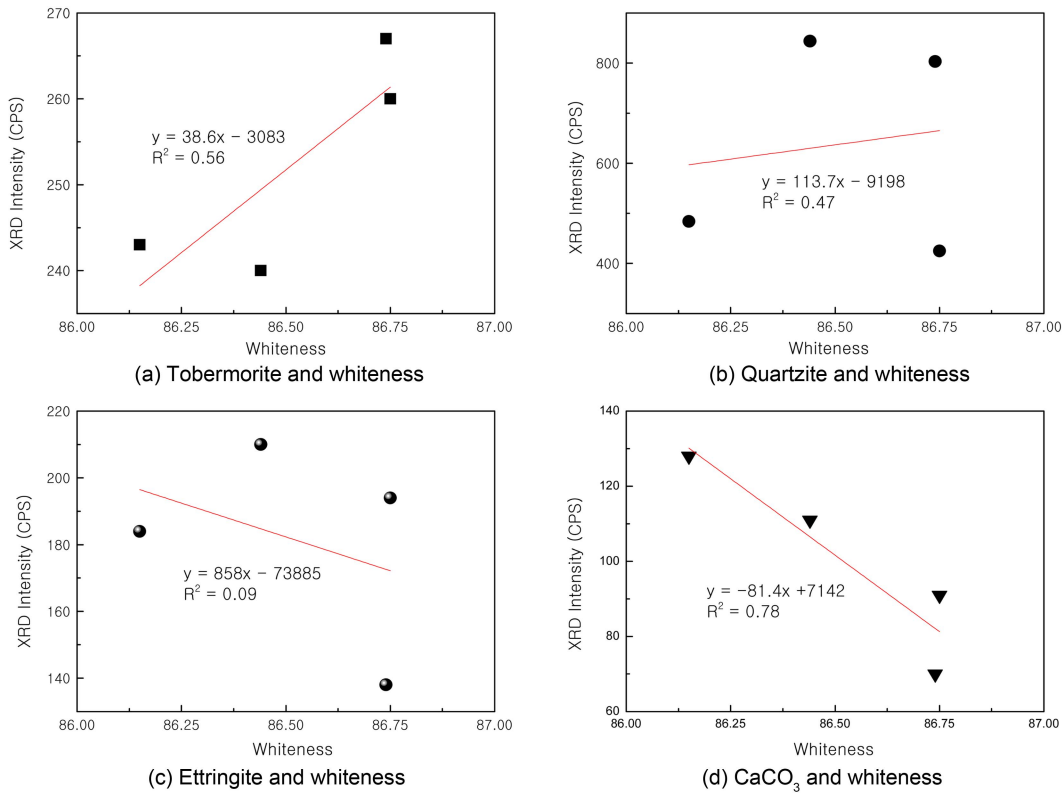 270
260
250
240
XRD Intensity (CPS)
y = 38.6x − 3083
R² = 0.56
86.00 86.25 86.50 86.75 87.00
Whiteness
(a) Tobermorite and whiteness
800
600
400
XRD Intensity (CPS)
y = 113.7x − 9198
R² = 0.47
86.00 86.25 86.50 86.75 87.00
Whiteness
(b) Quartzite and whiteness
220
200
180
160
140
XRD Intensity (CPS)
y = 858x − 73885
R² = 0.09
86.00 86.25 86.50 86.75 87.00
Whiteness
(c) Ettringite and whiteness
140
120
100
80
60
XRD Intensity (CPS)
y = −81.4x +7142
R² = 0.78
86.00 86.25 86.50 86.75 87.00
Whiteness
(d) CaCO₃ and whiteness